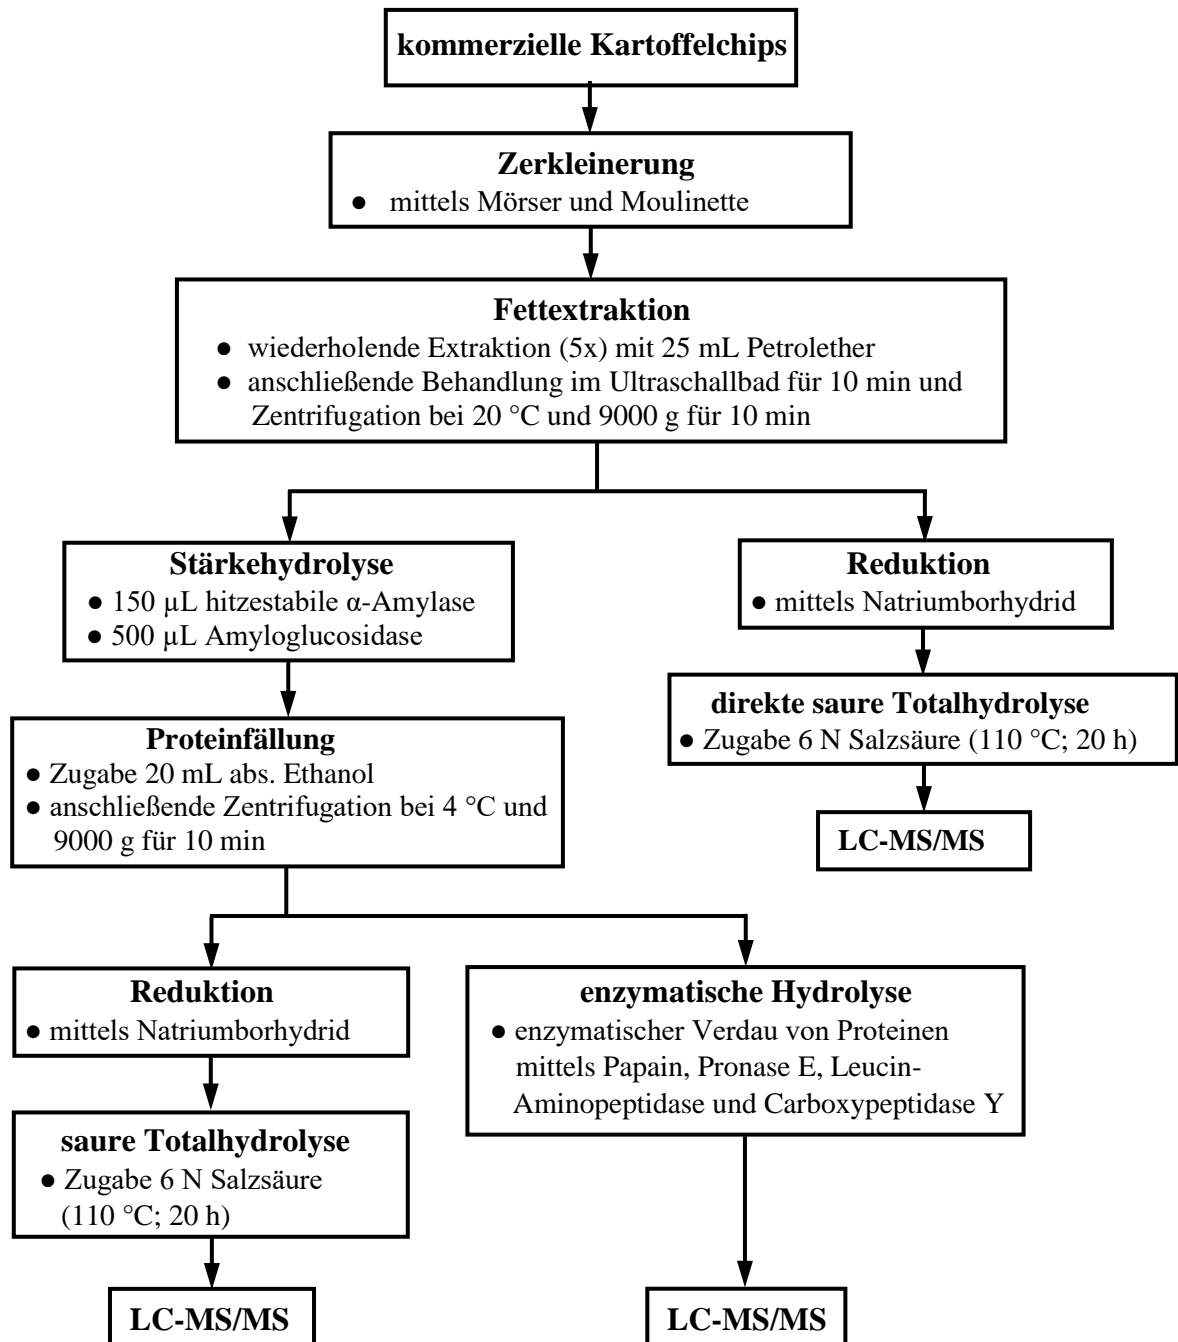 kommerzielle Kartoffelchips
Zerkleinerung
● mittels Mörser und Moulinette
Fettextraktion
● wiederholende Extraktion (5x) mit 25 mL Petrolether
● anschließende Behandlung im Ultraschallbad für 10 min und
Zentrifugation bei 20 °C und 9000 g für 10 min
Stärkehydrolyse
● 150 µL hitzestabile α-Amylase
● 500 µL Amyloglucosidase
Reduktion
● mittels Natriumborhydrid
direkte saure Totalhydrolyse
● Zugabe 6 N Salzsäure (110 °C; 20 h)
LC-MS/MS
Proteinfällung
● Zugabe 20 mL abs. Ethanol
● anschließende Zentrifugation bei 4 °C und
9000 g für 10 min
Reduktion
● mittels Natriumborhydrid
saure Totalhydrolyse
● Zugabe 6 N Salzsäure
(110 °C; 20 h)
LC-MS/MS
enzymatische Hydrolyse
● enzymatischer Verdau von Proteinen
mittels Papain, Pronase E, Leucin-
Aminopeptidase und Carboxypeptidase Y
LC-MS/MS